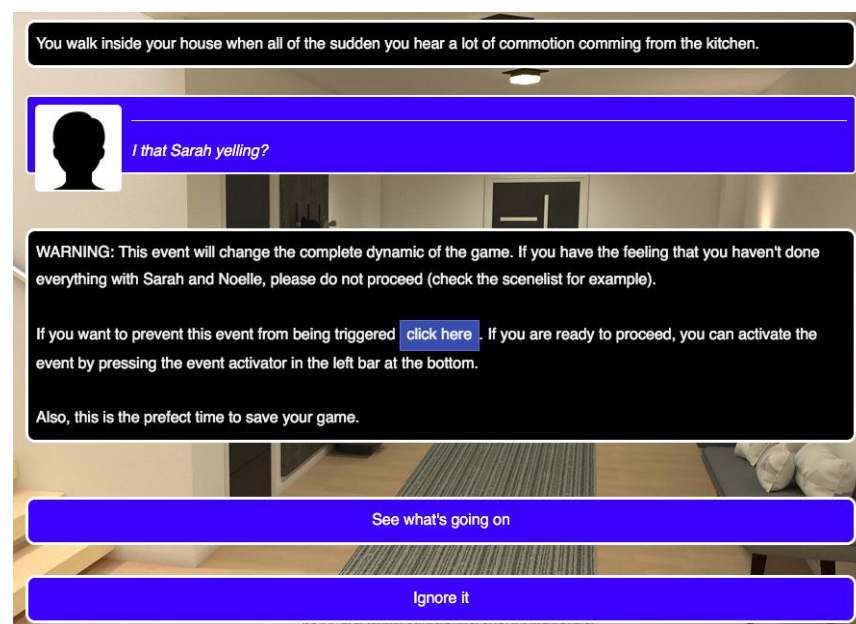 You walk inside your house when all of the sudden you hear a lot of commotion comming from the kitchen.
I that Sarah yelling?
WARNING: This event will change the complete dynamic of the game. If you have the feeling that you haven't done
everything with Sarah and Noelle, please do not proceed (check the scenelist for example).
If you want to prevent this event from being triggered click here . If you are ready to proceed, you can activate the
event by pressing the event activator in the left bar at the bottom.
Also, this is the prefect time to save your game.
See what's going on
Ignore it